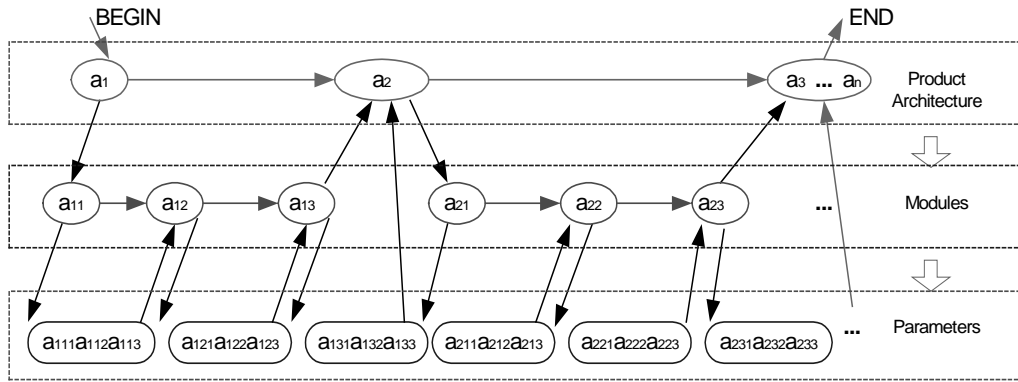 BEGIN
END
a1
a2
a3 ... an
Product
Architecture
a11
a12
a13
a21
a22
a23
...
Modules
a111a112a113
a121a122a123
a131a132a133
a211a212a213
a221a222a223
a231a232a233
...
Parameters